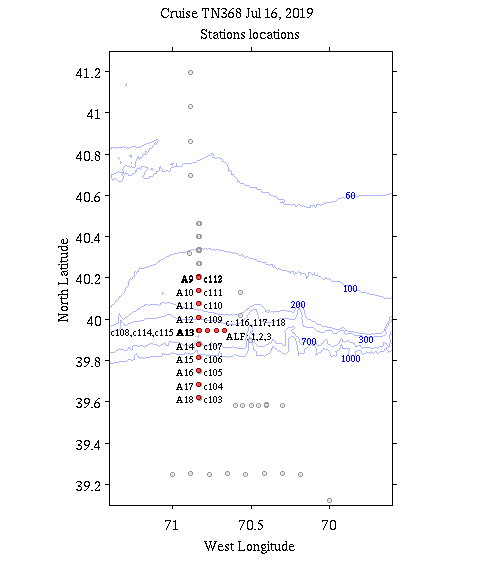 Cruise TN368 Jul 16, 2019
Stations locations
41.2
41
40.8
40.6
40.4
40.2
40
39.8
39.6
39.4
39.2
North Latitude
60
100
200
300
700
1000
A9 c112
A10 c111
A11 c110
A12 c109
c: 116,117,118
c108,c114,c115 A13
ALF: 1,2,3
A14 c107
A15 c106
A16 c105
A17 c104
A18 c103
71
70.5
70
West Longitude